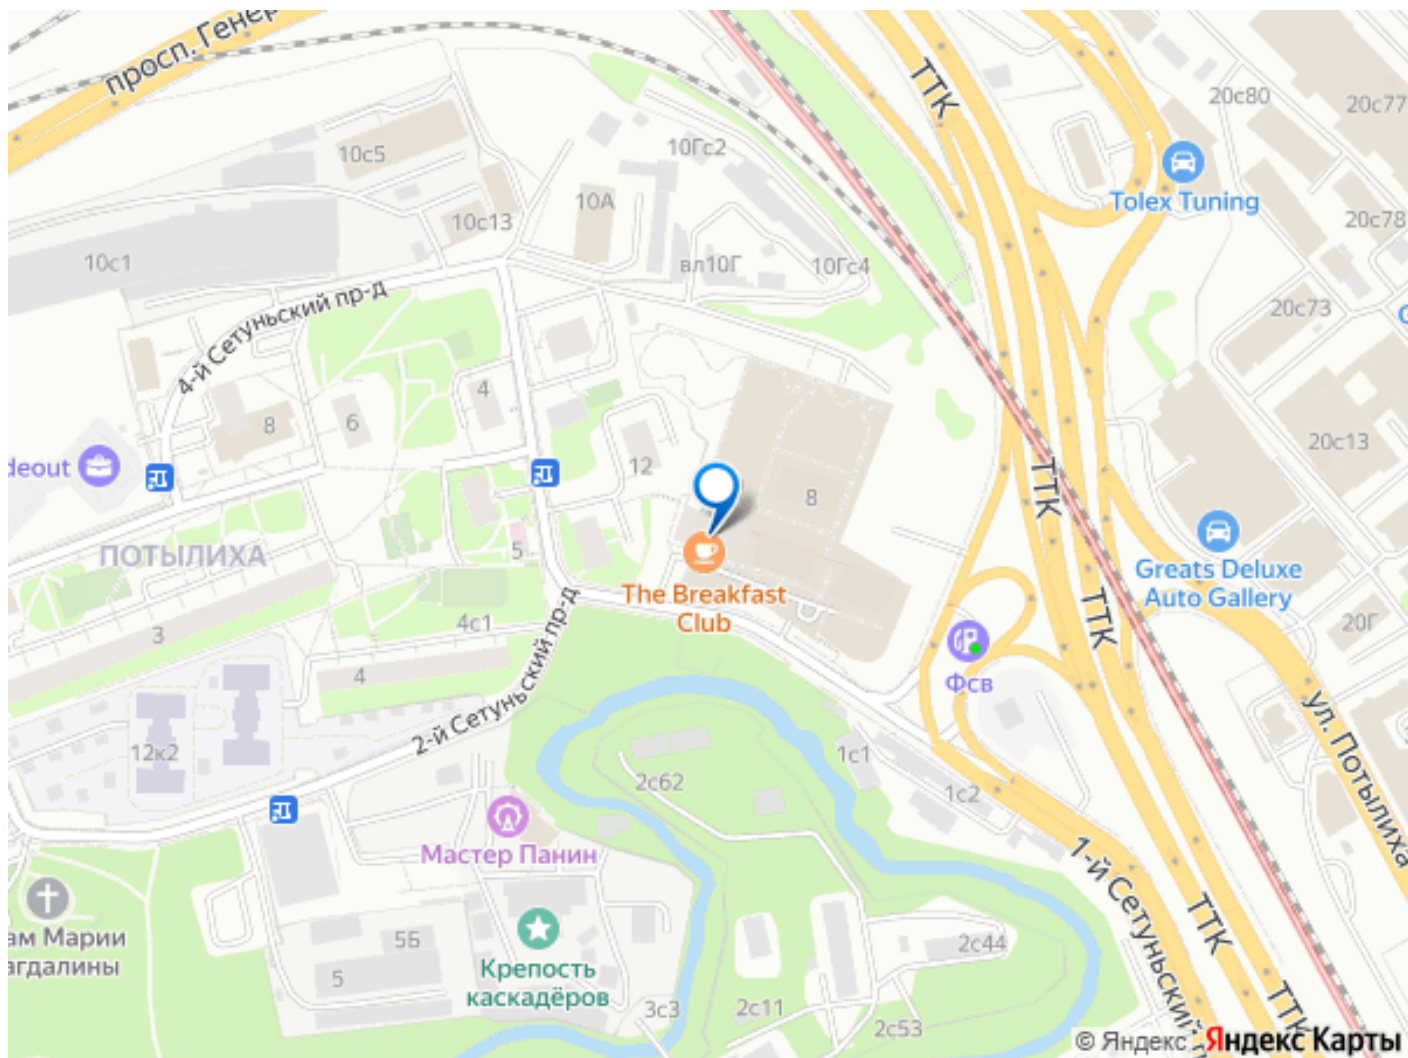 просп. Генер
ТТК
20с80
20с77
10с5
10Гс2
Tolex Tuning
10А
10с13
20с78
10с1
вл10Г
10Гс4
4-й Сетуньский пр-д
20с73
4
6
8
20с13
deout
12
ТТК
8
ПОТЫЛИХА
5
The Breakfast
Club
Greats Deluxe
Auto Gallery
ТТК
3
4с1
20Г
2-й Сетуньский пр-д
4
Фсв
ул. Потылиха
12к2
2с62
1с1
1с2
Мастер Панин
1-й Сетуньский
ам Марии
агдалины
5Б
5
Крепость
каскадёров
ТТК
2с44
3с3
2с11
2с53
ТТК
© Яндекс Яндекс Карты